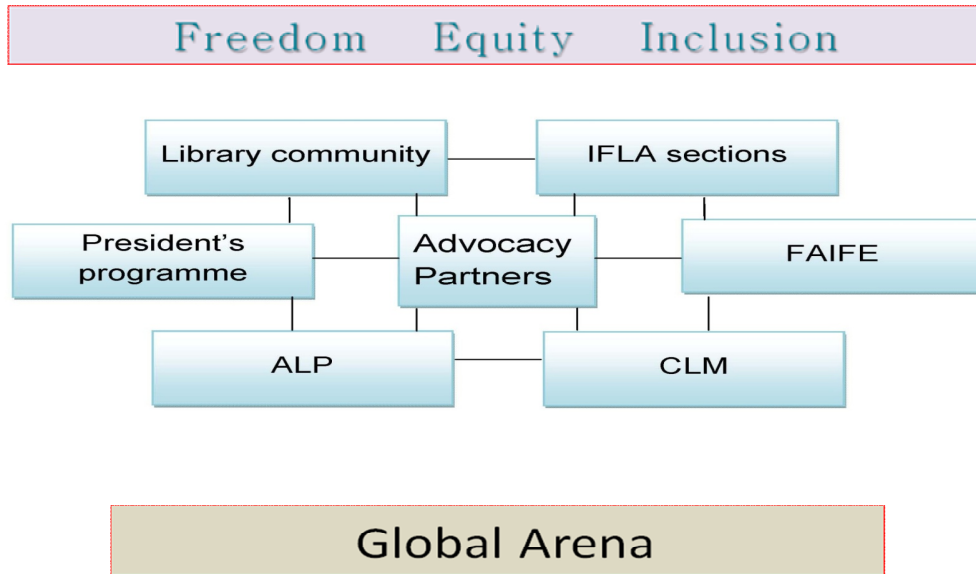 Freedom Equity Inclusion
Library community
IFLA sections
President's
programme
Advocacy
Partners
FAIFE
ALP
CLM
Global Arena